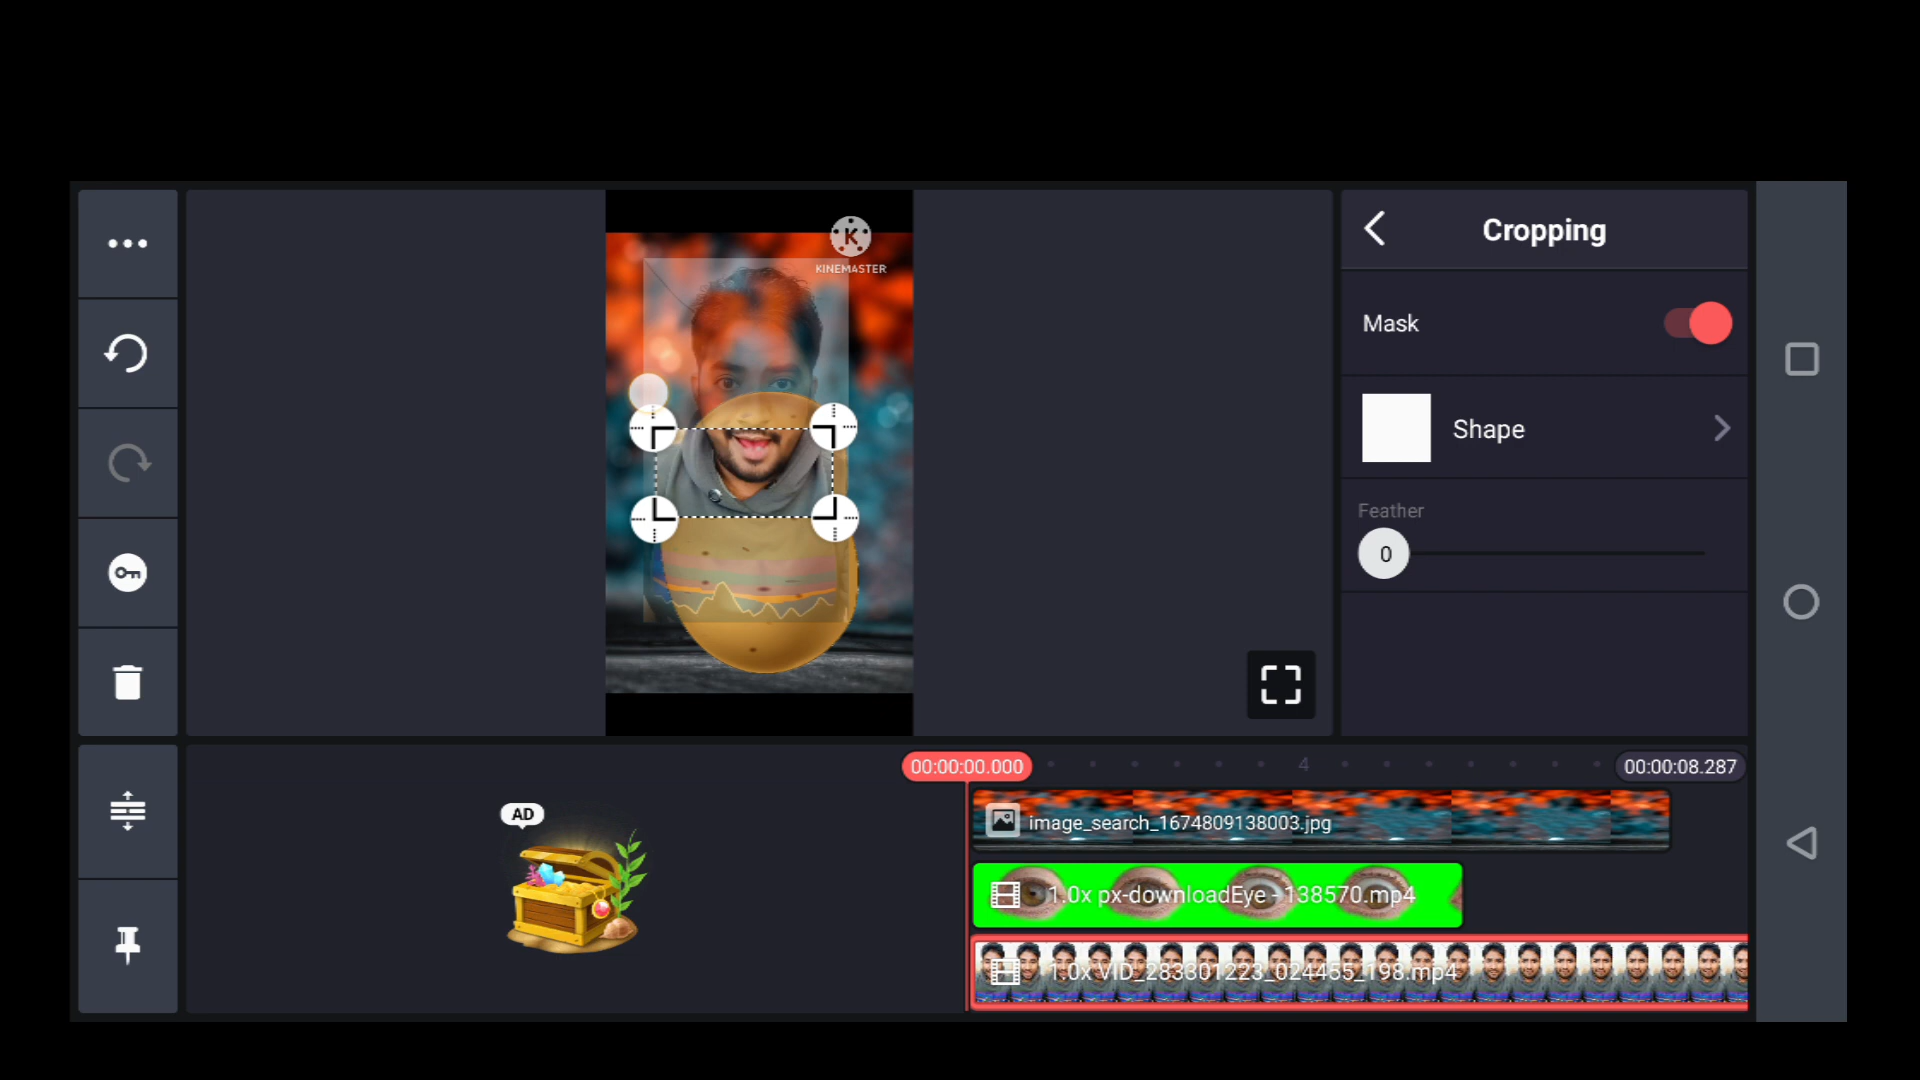 KINEMASTER
Cropping
Mask
Shape
Feather
0
00:00:00.000
4
00:00:08.287
AD
image_search_1674809138003.jpg
1.0x px-downloadEye - 138570.mp4
1.0x VID_283301223_024455_198.mp4